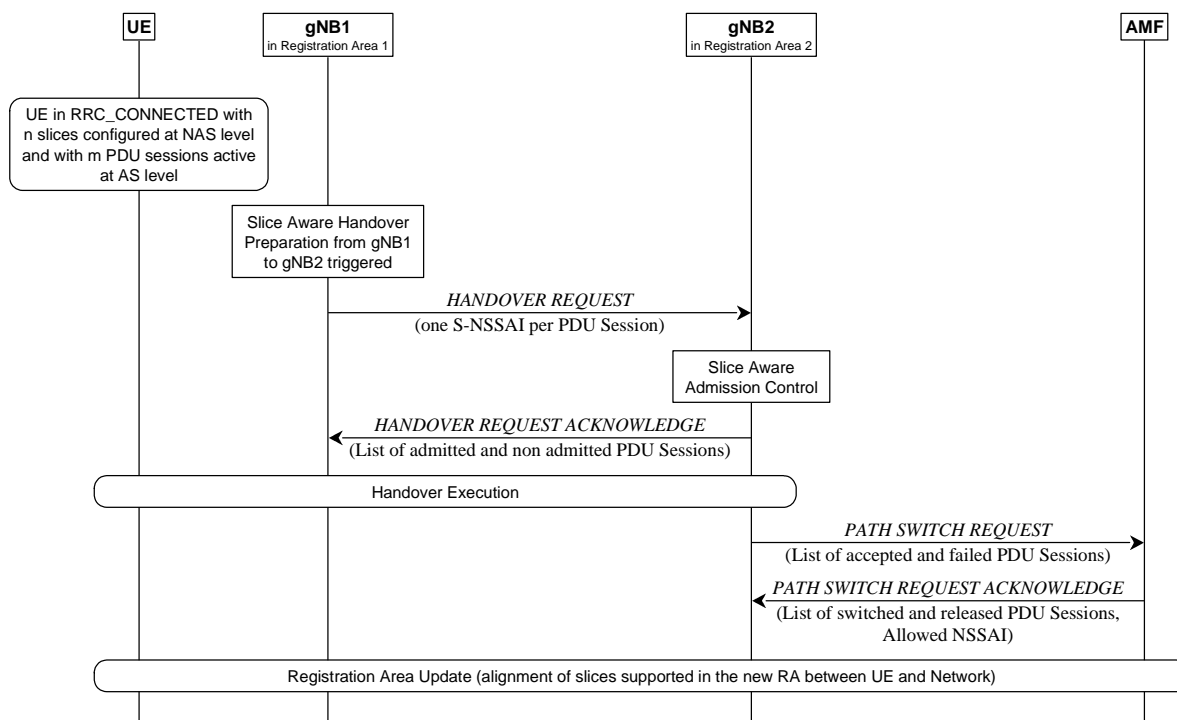 UE
gNB1
in Registration Area 1
gNB2
in Registration Area 2
AMF
UE in RRC_CONNECTED with
n slices configured at NAS level
and with m PDU sessions active
at AS level
Slice Aware Handover
Preparation from gNB1
to gNB2 triggered
HANDOVER REQUEST
(one S-NSSAI per PDU Session)
Slice Aware
Admission Control
HANDOVER REQUEST ACKNOWLEDGE
(List of admitted and non admitted PDU Sessions)
Handover Execution
PATH SWITCH REQUEST
(List of accepted and failed PDU Sessions)
PATH SWITCH REQUEST ACKNOWLEDGE
(List of switched and released PDU Sessions,
Allowed NSSAI)
Registration Area Update (alignment of slices supported in the new RA between UE and Network)